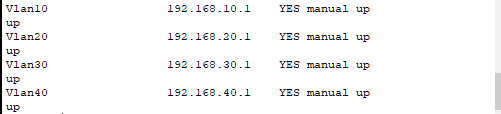 Vlan10 192.168.10.1 YES manual up
up
Vlan20 192.168.20.1 YES manual up
up
Vlan30 192.168.30.1 YES manual up
up
Vlan40 192.168.40.1 YES manual up
up